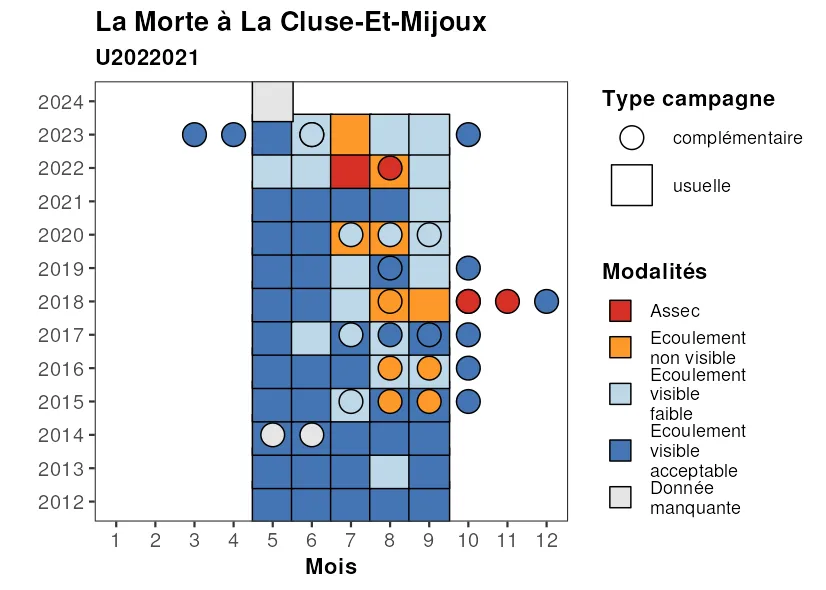 La Morte à La Cluse-Et-Mijoux
U2022021
2024
2023
2022
2021
2020
2019
2018
2017
2016
2015
2014
2013
2012
1 2 3 4 5 6 7 8 9 10 11 12
Mois
Type campagne
complémentaire
usuelle
Modalités
Assec
Ecoulement
non visible
Ecoulement
visible
faible
Ecoulement
visible
acceptable
Donnée
manquante